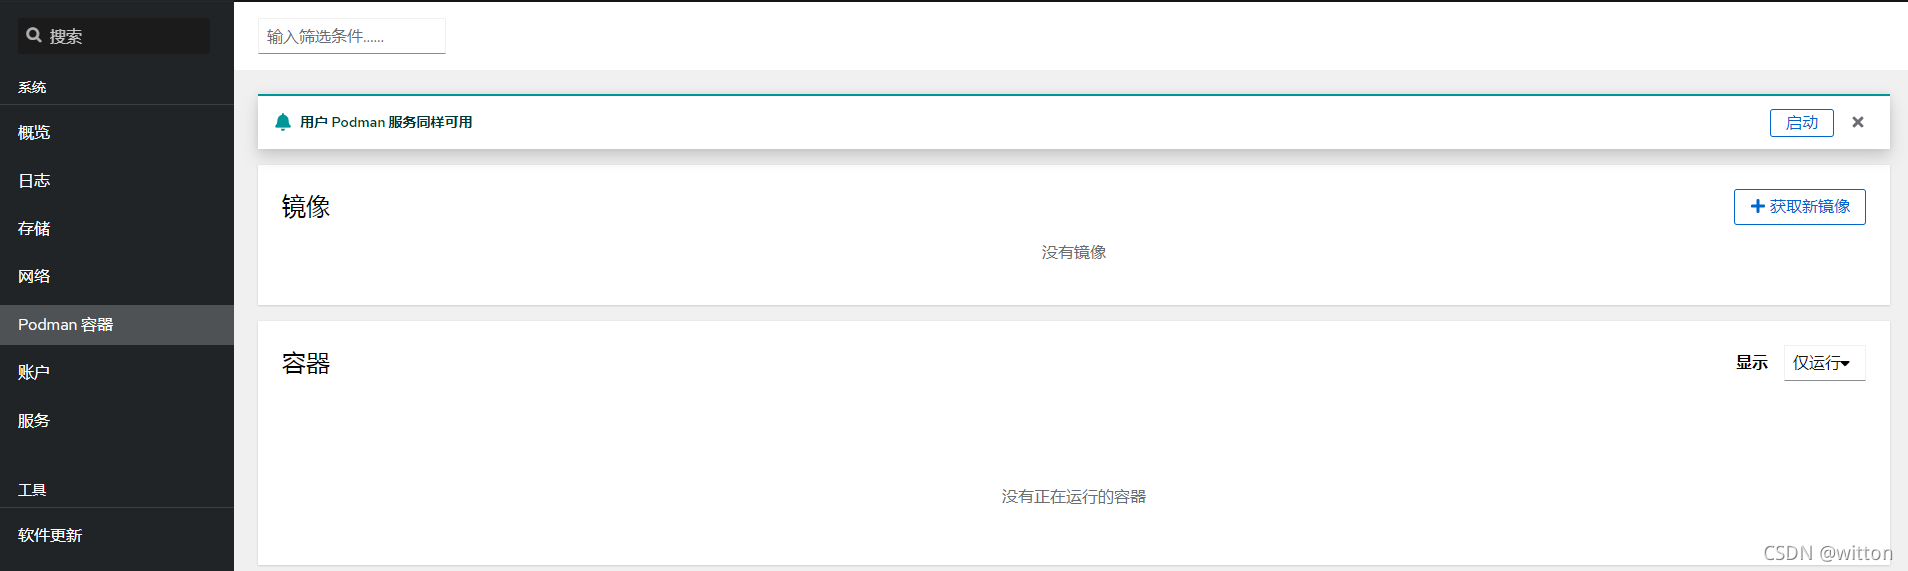 搜索
系统
概览
日志
存储
网络
Podman 容器
账户
服务
工具
软件更新
输入筛选条件......
用户 Podman 服务同样可用
启动
镜像
获取新镜像
没有镜像
容器
显示
仅运行
没有正在运行的容器
CSDN @witton